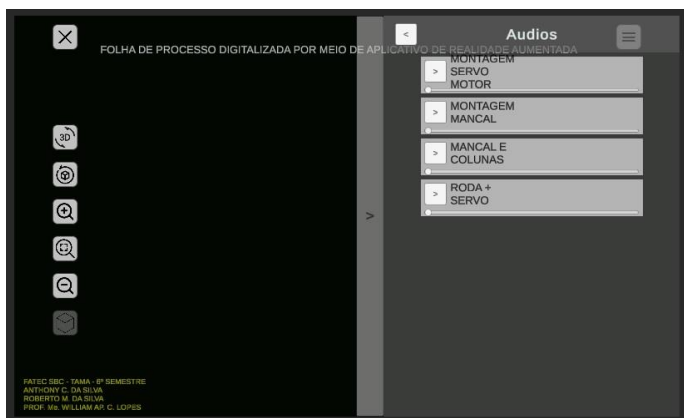 FOLHA DE PROCESSO DIGITALIZADA POR MEIO DE APLICATIVO DE REALIDADE AUMENTADA
<
Audios
>
MONTAGEM
SERVO
MOTOR
>
MONTAGEM
MANCAL
>
MANCAL E
COLUNAS
>
RODA +
SERVO
>
3D
FATEC SBC - TAMA - 6º SEMESTRE
ANTHONY C. DA SILVA
ROBERTO M. DA SILVA
PROF. Ms. WILLIAM AP. C. LOPES